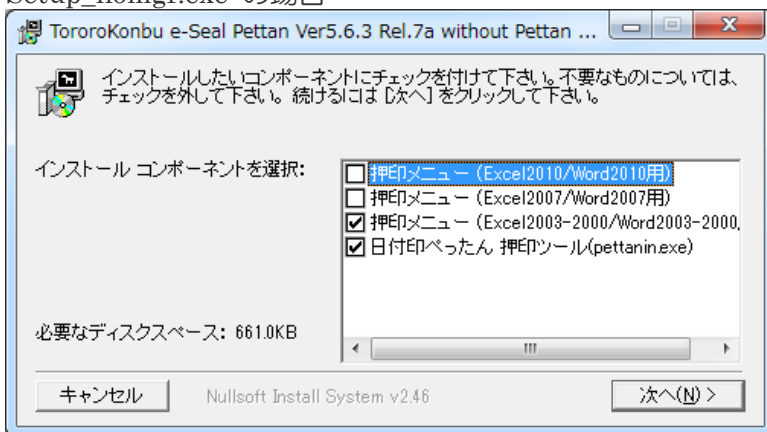 TororoKonbu e-Seal Pettan Ver5.6.3 Rel.7a without Pettan ...
インストールしたいコンポーネントにチェックを付けて下さい。不要なものについては、
チェックを外して下さい。続けるには [次へ] をクリックして下さい。
インストール コンポーネントを選択:
押印メニュー (Excel2010/Word2010用)
押印メニュー (Excel2007/Word2007用)
押印メニュー (Excel2003-2000/Word2003-2000,
日付印ぺったん 押印ツール(pettanin.exe)
必要なディスクスペース: 661.0KB
キャンセル
Nullsoft Install System v2.46
次へ(N) >